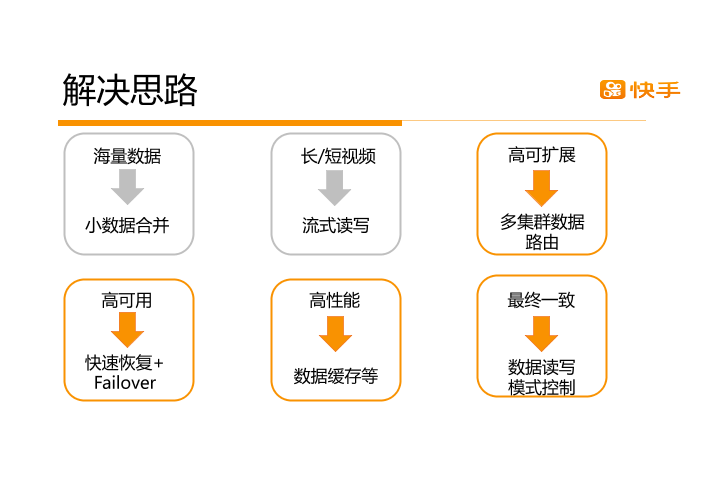 解决思路
快手
海量数据
小数据合并
长/短视频
流式读写
高可扩展
多集群数据
路由
高可用
快速恢复+
Failover
高性能
数据缓存等
最终一致
数据读写
模式控制